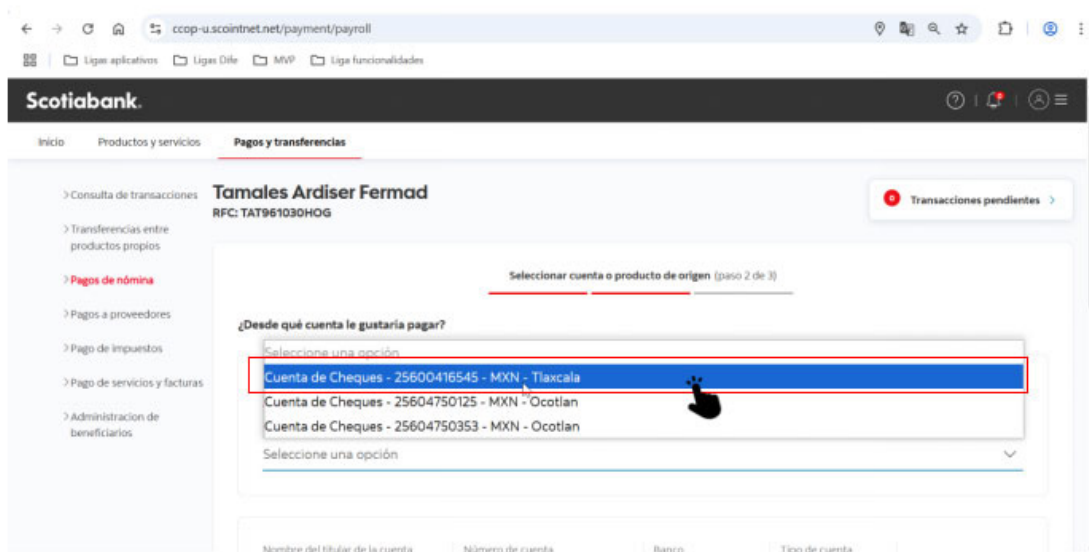 ccop-u.scointnet.net/payment/payroll
Ligas aplicativos Ligas Dife MVP Liga funcionalidades
Scotiabank.
Inicio Productos y servicios Pagos y transferencias
Consulta de transacciones
Tamales Ardiser Fermad
RFC: TAT961030HOG
0 Transacciones pendientes
Transferencias entre
productos propios
Pagos de nómina
Seleccionar cuenta o producto de origen (paso 2 de 3)
Pagos a proveedores
¿Desde qué cuenta le gustaría pagar?
Pago de impuestos
Seleccione una opción
Cuenta de Cheques - 25600416545 - MXN - Tlaxcala
Pago de servicios y facturas
Cuenta de Cheques - 25604750125 - MXN - Ocotlan
Administracion de
beneficiarios
Cuenta de Cheques - 25604750353 - MXN - Ocotlan
Seleccione una opción
Nombre del titular de la cuenta Número de cuenta Banco Tipo de cuenta